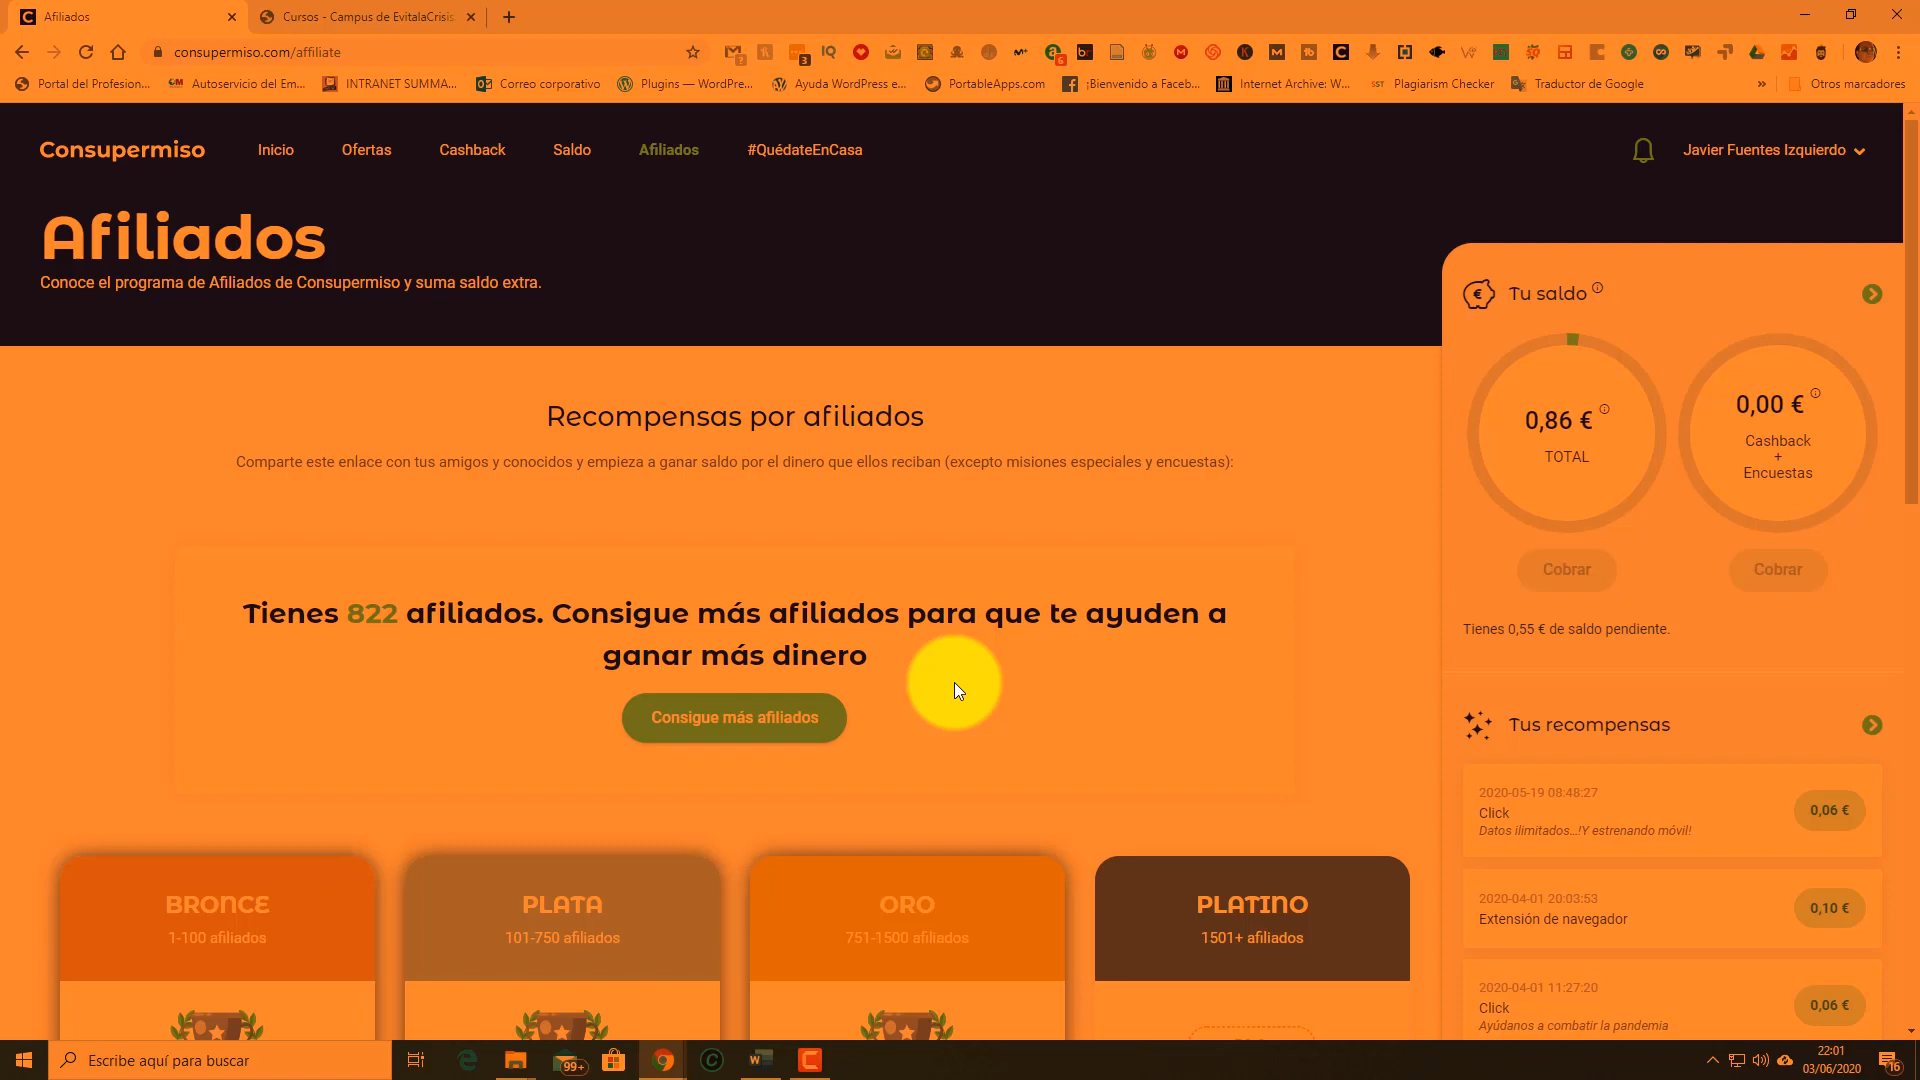 Afiliados
Cursos - Campus de EvitalaCrisis
consupermiso.com/affiliate
Portal del Profesion...
Autoservicio del Em...
INTRANET SUMMA...
Correo corporativo
Plugins — WordPre...
Ayuda WordPress e...
PortableApps.com
¡Bienvenido a Faceb...
Internet Archive: W...
SST Plagiarism Checker
Traductor de Google
»
Otros marcadores
Consupermiso
Inicio
Ofertas
Cashback
Saldo
Afiliados
#QuédateEnCasa
Javier Fuentes Izquierdo
Afiliados
Conoce el programa de Afiliados de Consupermiso y suma saldo extra.
Tu saldo
0,86 €
TOTAL
0,00 €
Cashback
+
Encuestas
Cobrar
Cobrar
Tienes 0,55 € de saldo pendiente.
Recompensas por afiliados
Comparte este enlace con tus amigos y conocidos y empieza a ganar saldo por el dinero que ellos reciban (excepto misiones especiales y encuestas):
Tienes 822 afiliados. Consigue más afiliados para que te ayuden a
ganar más dinero
Consigue más afiliados
Tus recompensas
2020-05-19 08:48:27
Click
Datos ilimitados...!Y estrenando móvil!
0,06 €
2020-04-01 20:03:53
Extensión de navegador
0,10 €
2020-04-01 11:27:20
Click
Ayúdanos a combatir la pandemia
0,06 €
BRONCE
1-100 afiliados
PLATA
101-750 afiliados
ORO
751-1500 afiliados
PLATINO
1501+ afiliados
Escribe aquí para buscar
99+
22:01
03/06/2020
16